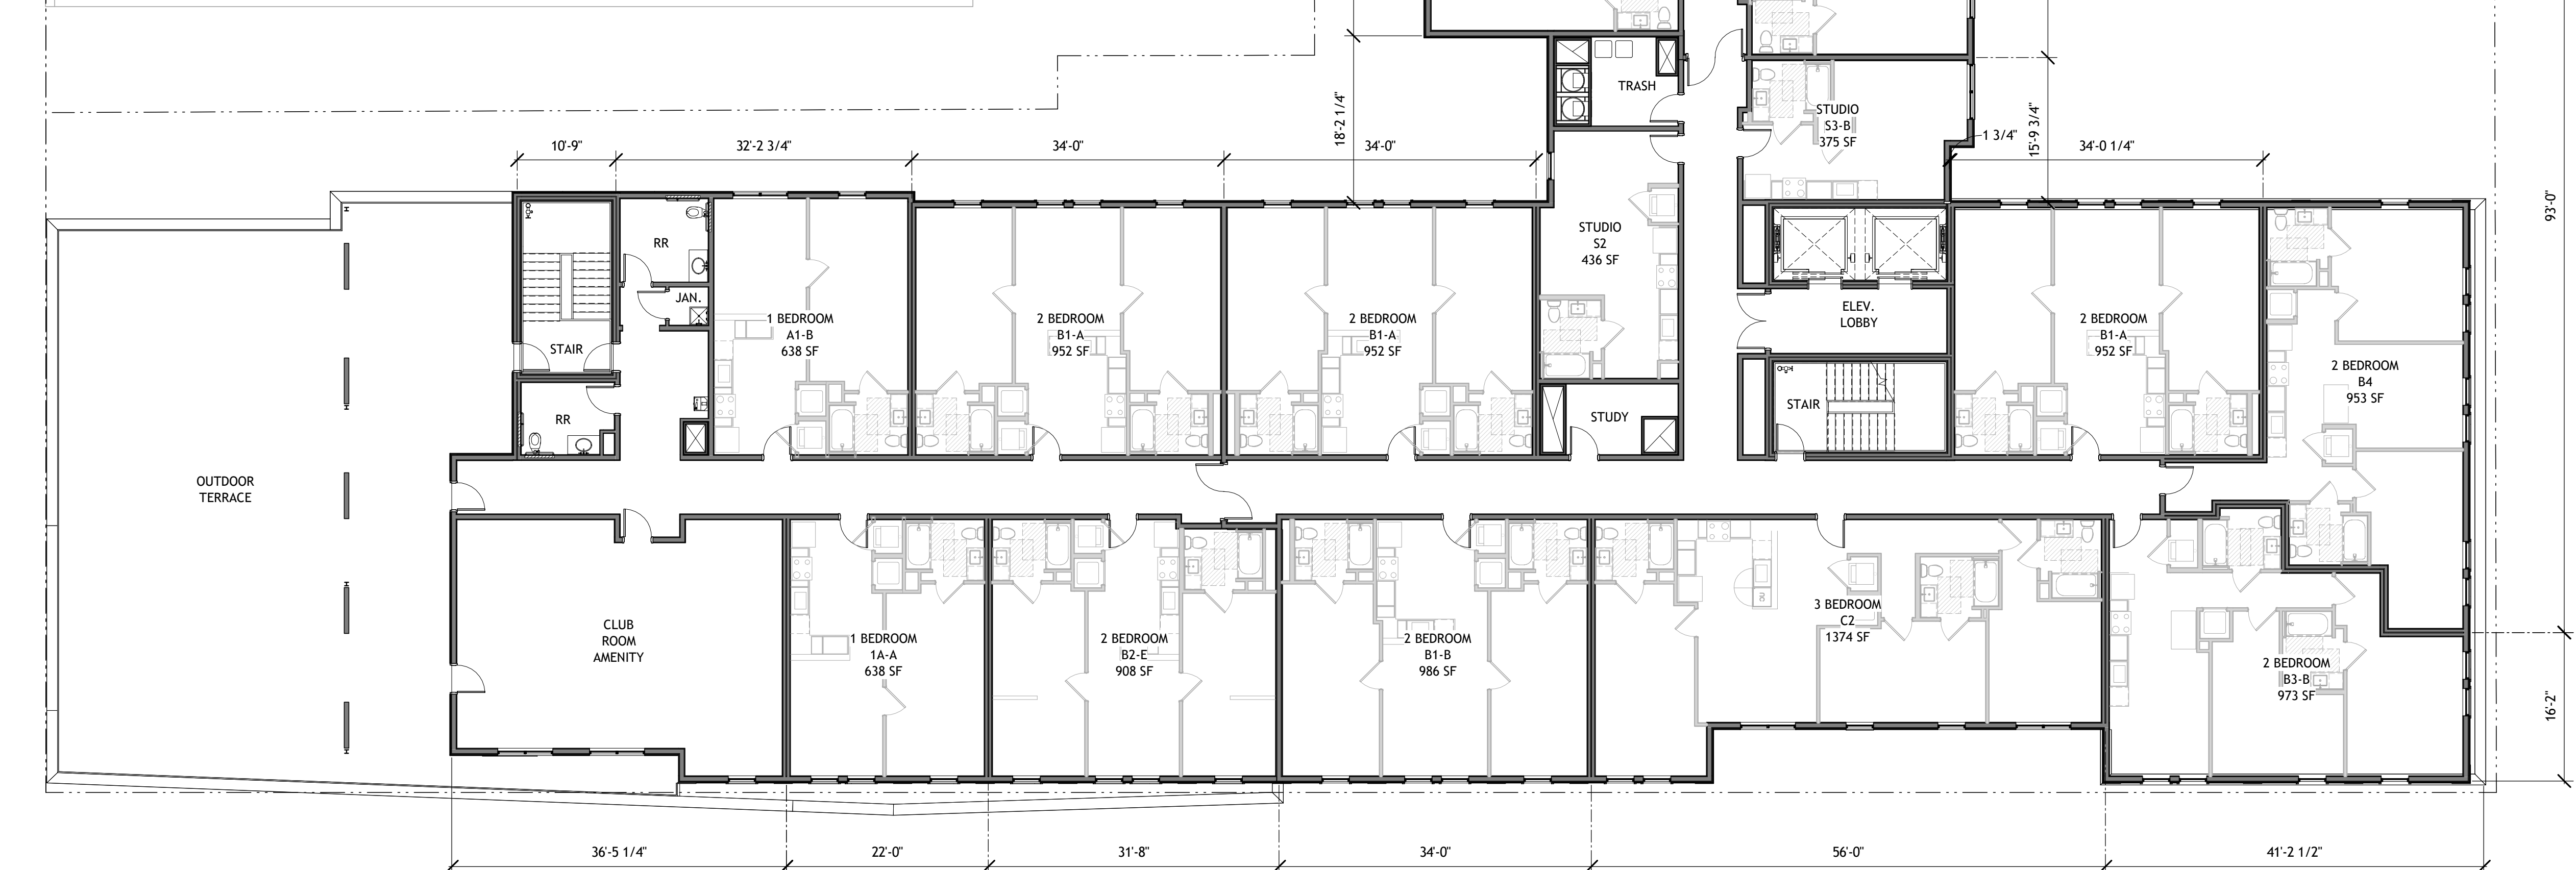 TRASH
STUDIO
S3-B
375 SF
1 3/4"
18'-2 1/4"
15'-9 3/4"
10'-9"
32'-2 3/4"
34'-0"
34'-0"
34'-0 1/4"
93'-0"
RR
JAN.
STAIR
RR
1 BEDROOM
A1-B
638 SF
2 BEDROOM
B1-A
952 SF
2 BEDROOM
B1-A
952 SF
STUDIO
S2
436 SF
STUDY
ELEV.
LOBBY
STAIR
2 BEDROOM
B1-A
952 SF
2 BEDROOM
B4
953 SF
OUTDOOR
TERRACE
CLUB
ROOM
AMENITY
1 BEDROOM
1A-A
638 SF
2 BEDROOM
B2-E
908 SF
2 BEDROOM
B1-B
986 SF
3 BEDROOM
C2
1374 SF
2 BEDROOM
B3-B
973 SF
16'-2"
36'-5 1/4"
22'-0"
31'-8"
34'-0"
56'-0"
41'-2 1/2"